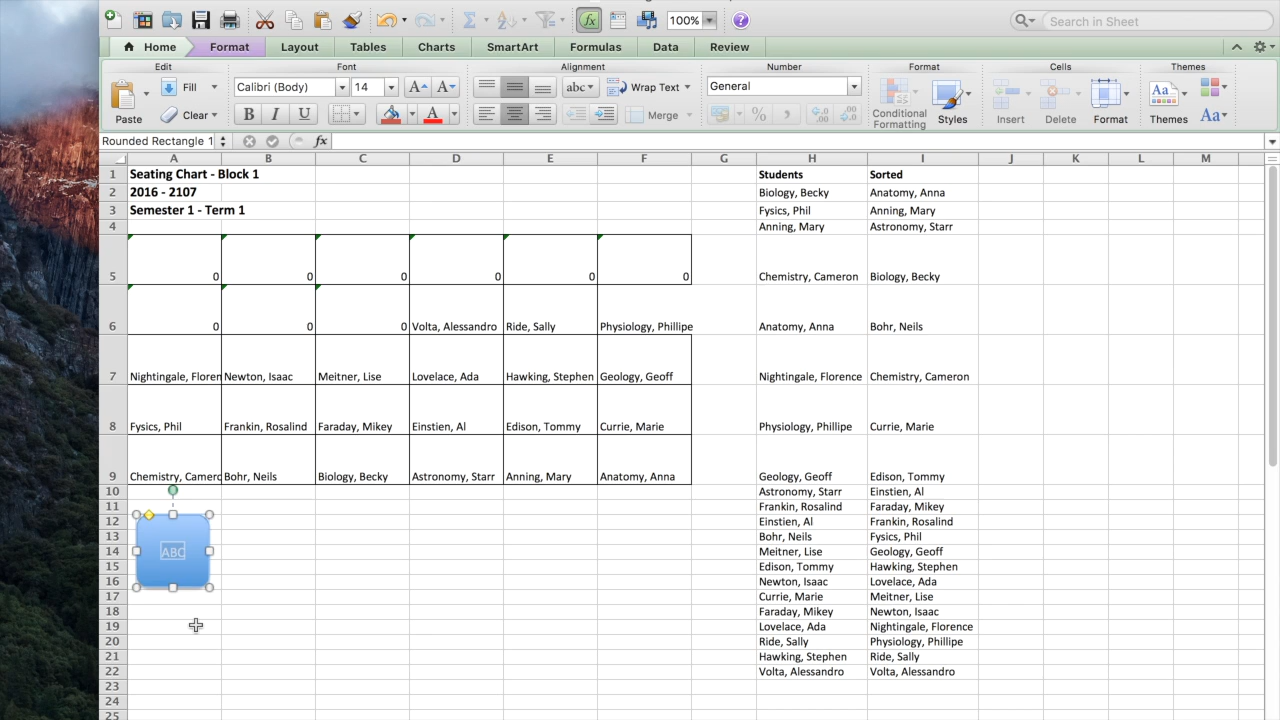 100%
Search in Sheet
Home Format Layout Tables Charts SmartArt Formulas Data Review
Edit Font Alignment Number Format Cells Themes
Fill Calibri (Body) 14 A A abc Wrap Text General
Paste Clear B I U A Merge % Conditional Formatting Styles Insert Delete Format Themes Aa
Rounded Rectangle 1 fx
A B C D E F G H I J K L M
1 Seating Chart - Block 1 Students Sorted
2 2016 - 2107 Biology, Becky Anatomy, Anna
3 Semester 1 - Term 1 Fysics, Phil Anning, Mary
4 Anning, Mary Astronomy, Starr
5 0 0 0 0 0 0 Chemistry, Cameron Biology, Becky
6 0 0 0 Volta, Alessandro Ride, Sally Physiology, Phillipe Anatomy, Anna Bohr, Neils
7 Nightingale, Floren Newton, Isaac Meitner, Lise Lovelace, Ada Hawking, Stephen Geology, Geoff Nightingale, Florence Chemistry, Cameron
8 Fysics, Phil Frankin, Rosalind Faraday, Mikey Einstien, Al Edison, Tommy Currie, Marie Physiology, Phillipe Currie, Marie
9 Chemistry, Camero Bohr, Neils Biology, Becky Astronomy, Starr Anning, Mary Anatomy, Anna Geology, Geoff Edison, Tommy
10 Astronomy, Starr Einstien, Al
11 Frankin, Rosalind Faraday, Mikey
12 Einstien, Al Frankin, Rosalind
13 Bohr, Neils Fysics, Phil
14 ABC Meitner, Lise Geology, Geoff
15 Edison, Tommy Hawking, Stephen
16 Newton, Isaac Lovelace, Ada
17 Currie, Marie Meitner, Lise
18 Faraday, Mikey Newton, Isaac
19 Lovelace, Ada Nightingale, Florence
20 Ride, Sally Physiology, Phillipe
21 Hawking, Stephen Ride, Sally
22 Volta, Alessandro Volta, Alessandro
23
24
25